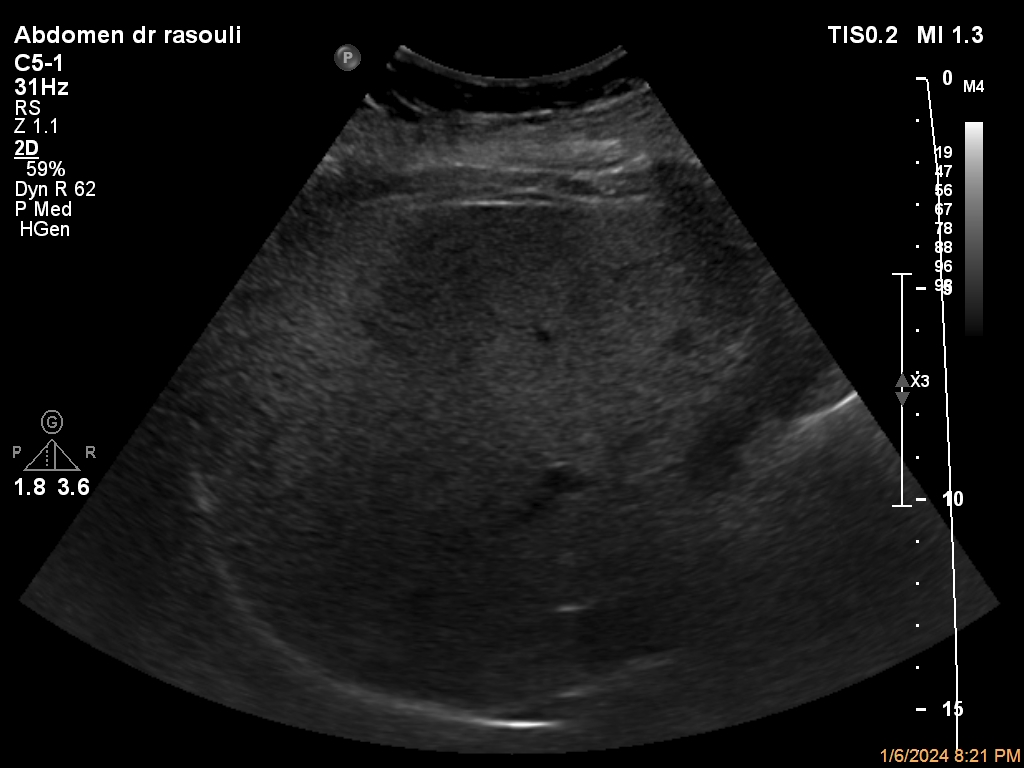 Abdomen dr rasouli
TIS0.2 MI 1.3
C5-1
31Hz
RS
Z 1.1
2D
59%
Dyn R 62
P Med
HGen
P
0
M4
19
47
56
67
78
88
96
98
5
X3
G
P R
1.8 3.6
10
15
1/6/2024 8:21 PM